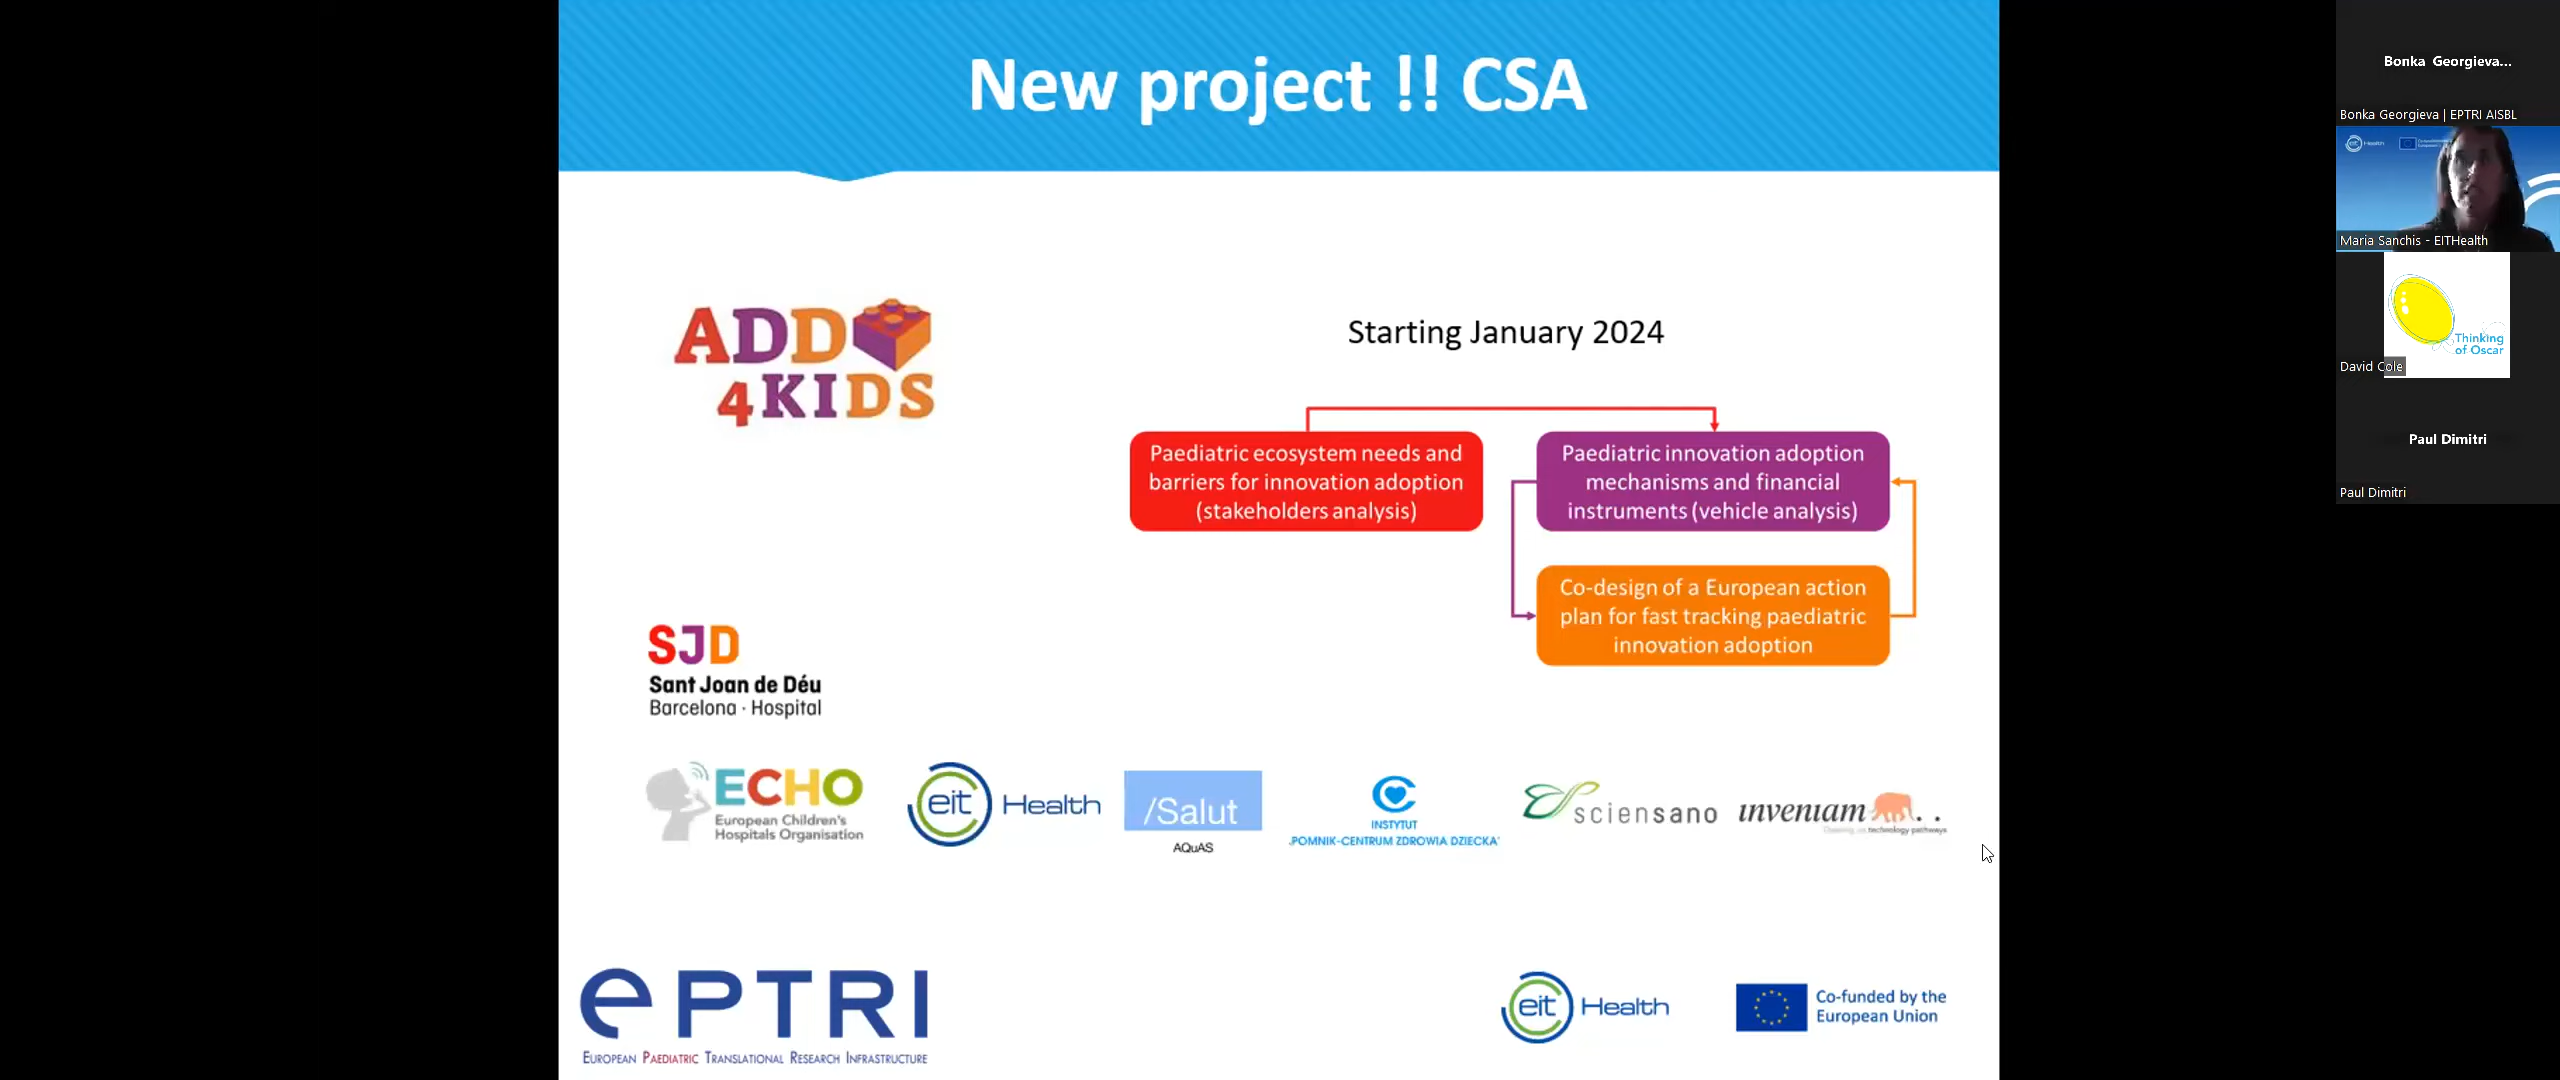 New project !! CSA
ADD
4KIDS
Starting January 2024
Paediatric ecosystem needs and
barriers for innovation adoption
(stakeholders analysis)
Paediatric innovation adoption
mechanisms and financial
instruments (vehicle analysis)
Co-design of a European action
plan for fast tracking paediatric
innovation adoption
SJD
Sant Joan de Déu
Barcelona · Hospital
ECHO
European Children's
Hospitals Organisation
eit Health
/Salut
AQuAS
INSTYTUT
„POMNIK-CENTRUM ZDROWIA DZIECKA"
sciensano
inveniam
technology pathways
ePTRI
EUROPEAN PAEDIATRIC TRANSLATIONAL RESEARCH INFRASTRUCTURE
eit Health
Co-funded by the
European Union
Bonka Georgieva...
Bonka Georgieva | EPTRI AISBL
eit Health
Maria Sanchis - EITHealth
Thinking
of Oscar
David Cole
Paul Dimitri
Paul Dimitri